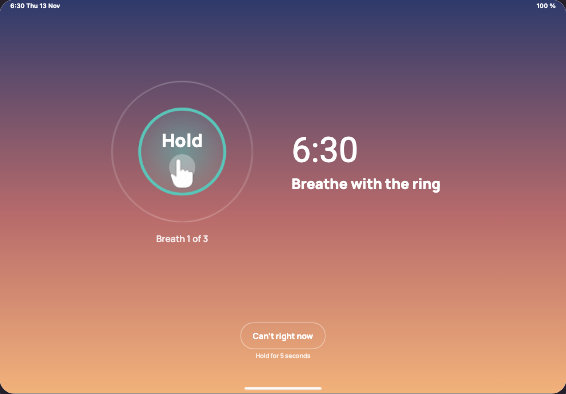 6:30 Thu 13 Nov
100 %
Hold
6:30
Breathe with the ring
Breath 1 of 3
Can't right now
Hold for 5 seconds